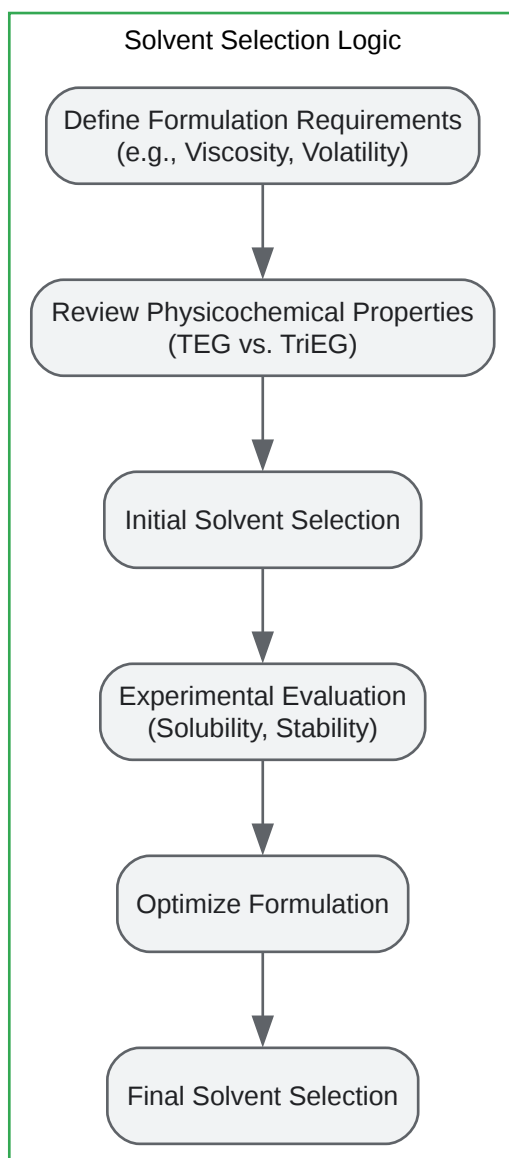 Solvent Selection Logic
Define Formulation Requirements
(e.g., Viscosity, Volatility)
Review Physicochemical Properties
(TEG vs. TriEG)
Initial Solvent Selection
Experimental Evaluation
(Solubility, Stability)
Optimize Formulation
Final Solvent Selection